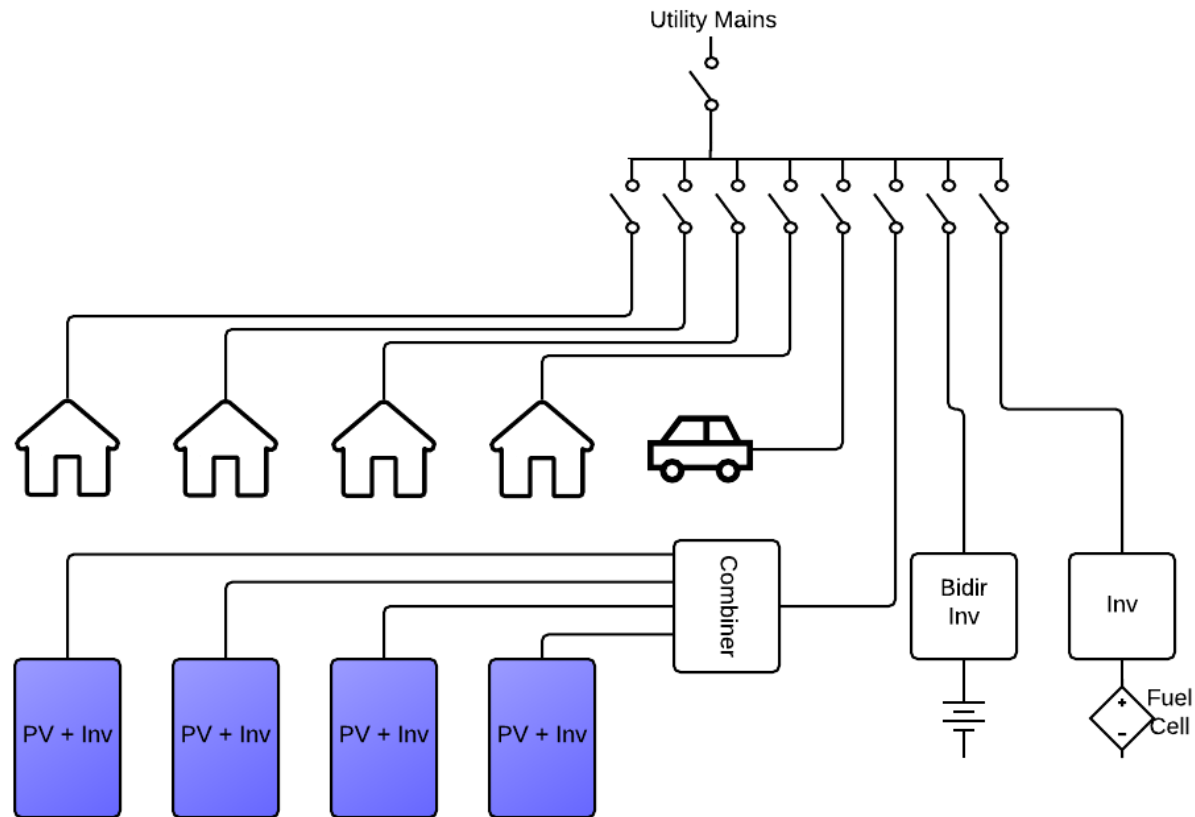 Utility Mains
Combiner
Bidir
Inv
Inv
PV + Inv
PV + Inv
PV + Inv
PV + Inv
+
-
Fuel
Cell